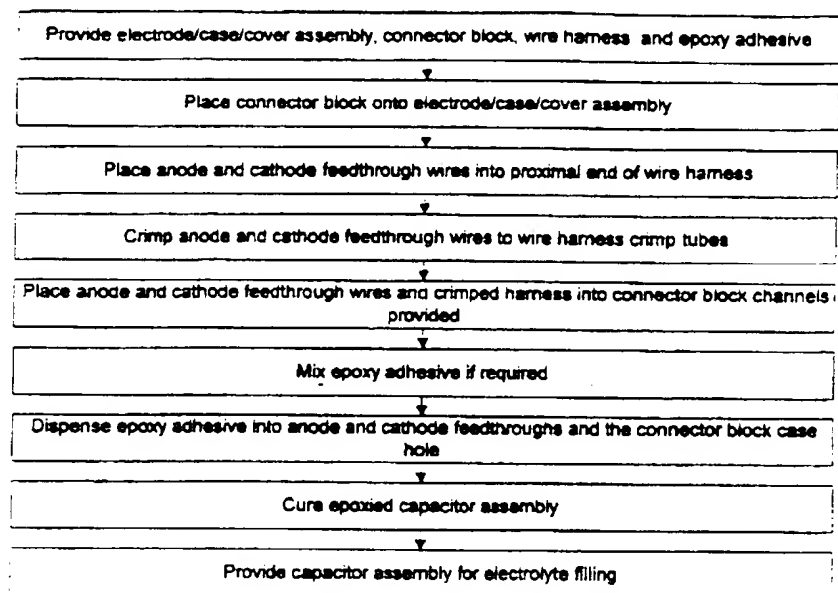 Provide electrode/case/cover assembly, connector block, wire harness and epoxy adhesive
Place connector block onto electrode/case/cover assembly
Place anode and cathode feedthrough wires into proximal end of wire harness
Crimp anode and cathode feedthrough wires to wire harness crimp tubes
Place anode and cathode feedthrough wires and crimped harness into connector block channels
provided
Mix epoxy adhesive if required
Dispense epoxy adhesive into anode and cathode feedthroughs and the connector block case
hole
Cure epoxied capacitor assembly
Provide capacitor assembly for electrolyte filling